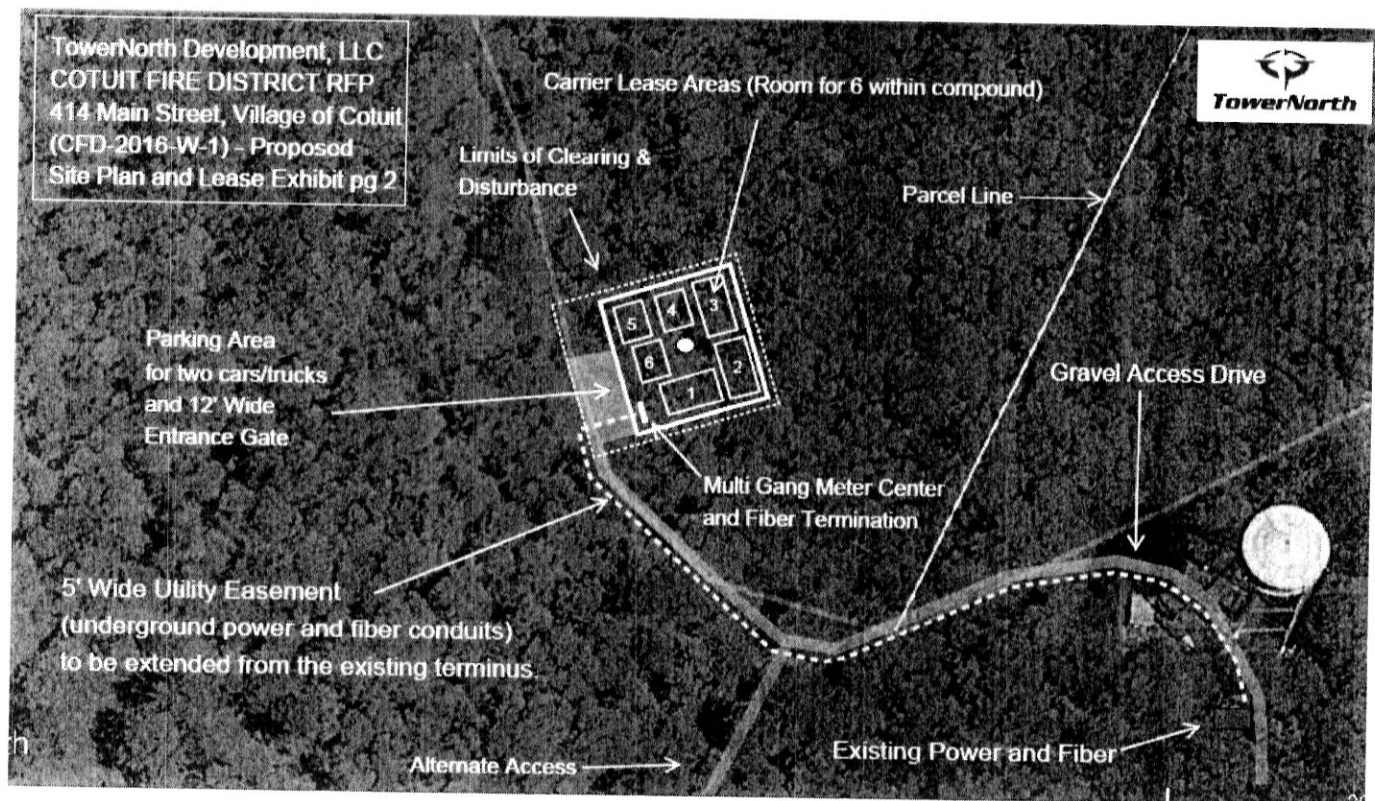 TowerNorth Development, LLC
COTUIT FIRE DISTRICT RFP
414 Main Street, Village of Cotuit
(CFD-2016-W-1) - Proposed
Site Plan and Lease Exhibit pg 2
Carrier Lease Areas (Room for 6 within compound)
TowerNorth
Limits of Clearing &
Disturbance
Parcel Line
5
4
3
6
2
1
Parking Area
for two cars/trucks
and 12' Wide
Entrance Gate
Gravel Access Drive
Multi Gang Meter Center
and Fiber Termination
5' Wide Utility Easement
(underground power and fiber conduits)
to be extended from the existing terminus.
Existing Power and Fiber
Alternate Access